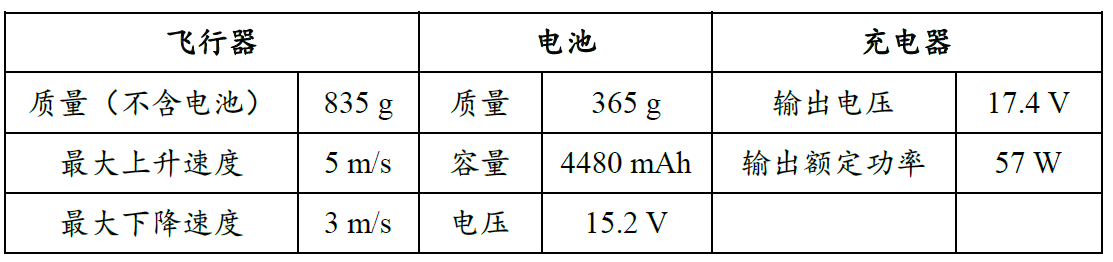 飞行器 电池 充电器
质量（不含电池） 835 g 质量 365 g 输出电压 17.4 V
最大上升速度 5 m/s 容量 4480 mAh 输出额定功率 57 W
最大下降速度 3 m/s 电压 15.2 V